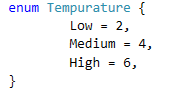 enum Tempurature {
Low = 2,
Medium = 4,
High = 6,
}